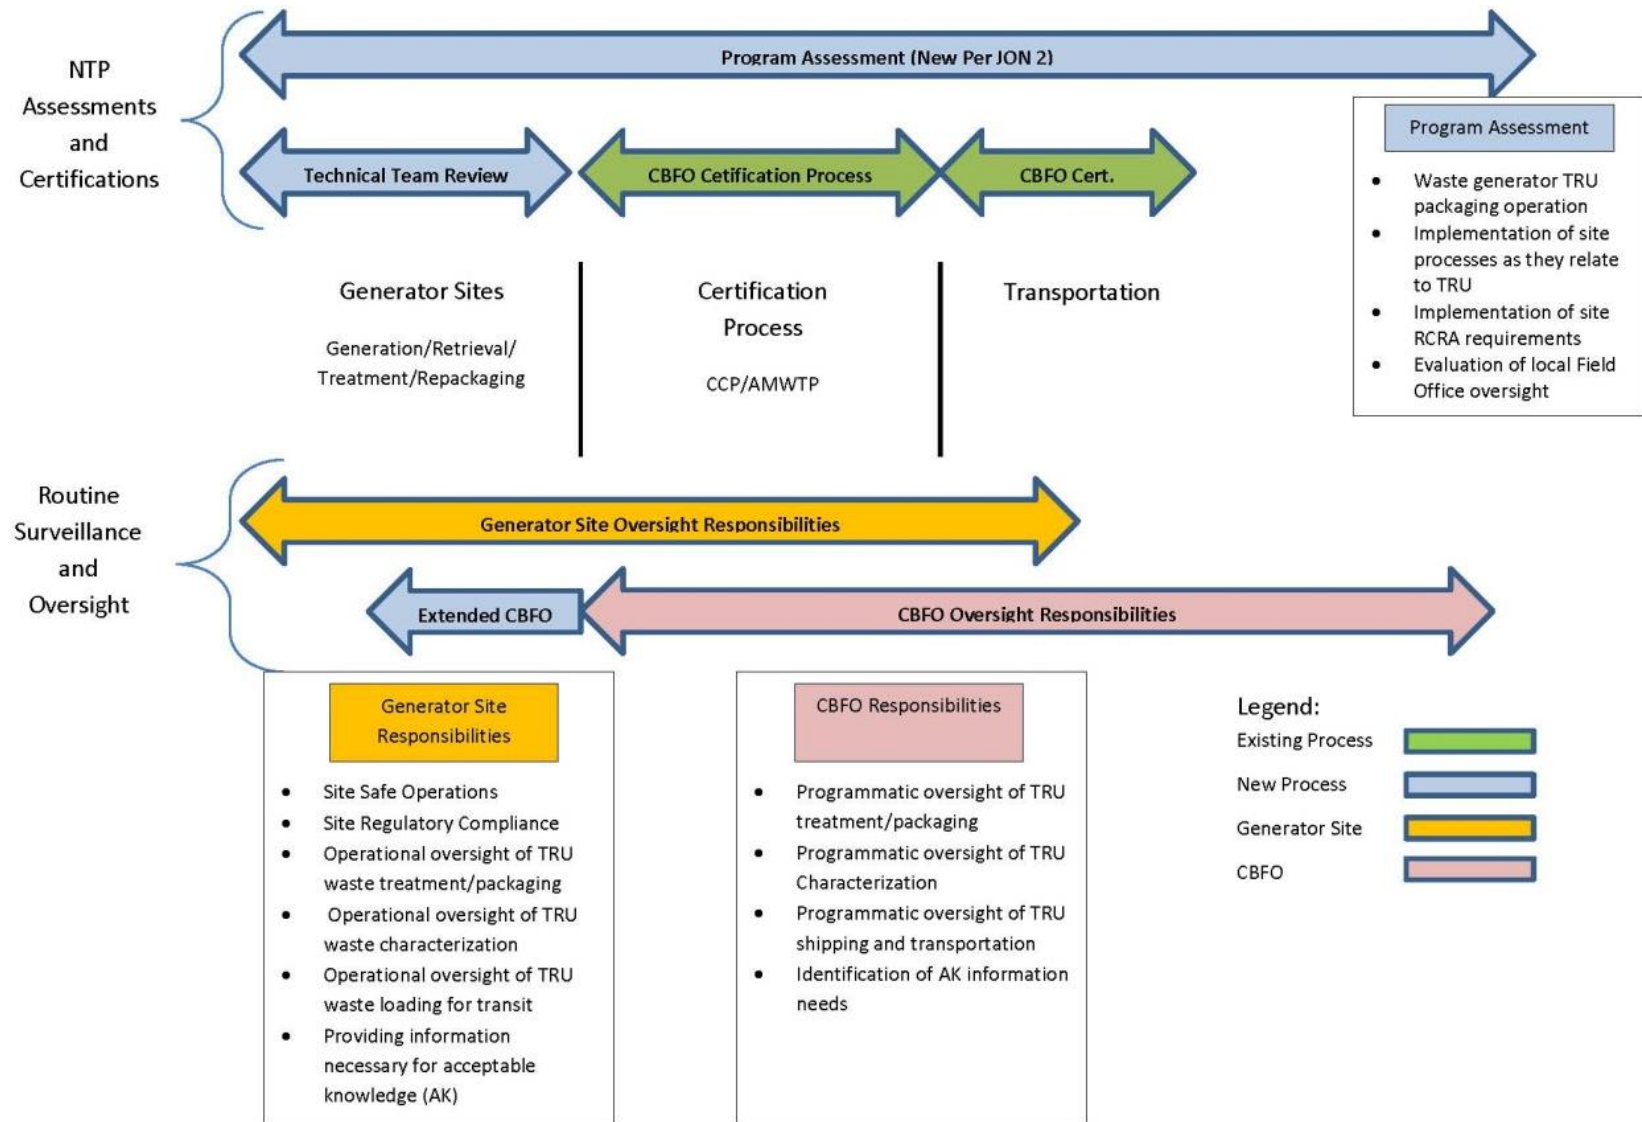 NTP
Assessments
and
Certifications
Program Assessment (New Per JON 2)
Technical Team Review
CBFO Cetification Process
CBFO Cert.
Program Assessment
• Waste generator TRU
packaging operation
• Implementation of site
processes as they relate
to TRU
• Implementation of site
RCRA requirements
• Evaluation of local Field
Office oversight
Generator Sites
Generation/Retrieval/
Treatment/Repackaging
Certification
Process
CCP/AMWTP
Transportation
Routine
Surveillance
and
Oversight
Generator Site Oversight Responsibilities
Extended CBFO
CBFO Oversight Responsibilities
Generator Site
Responsibilities
• Site Safe Operations
• Site Regulatory Compliance
• Operational oversight of TRU
waste treatment/packaging
• Operational oversight of TRU
waste characterization
• Operational oversight of TRU
waste loading for transit
• Providing information
necessary for acceptable
knowledge (AK)
CBFO Responsibilities
• Programmatic oversight of TRU
treatment/packaging
• Programmatic oversight of TRU
Characterization
• Programmatic oversight of TRU
shipping and transportation
• Identification of AK information
needs
Legend:
Existing Process
New Process
Generator Site
CBFO